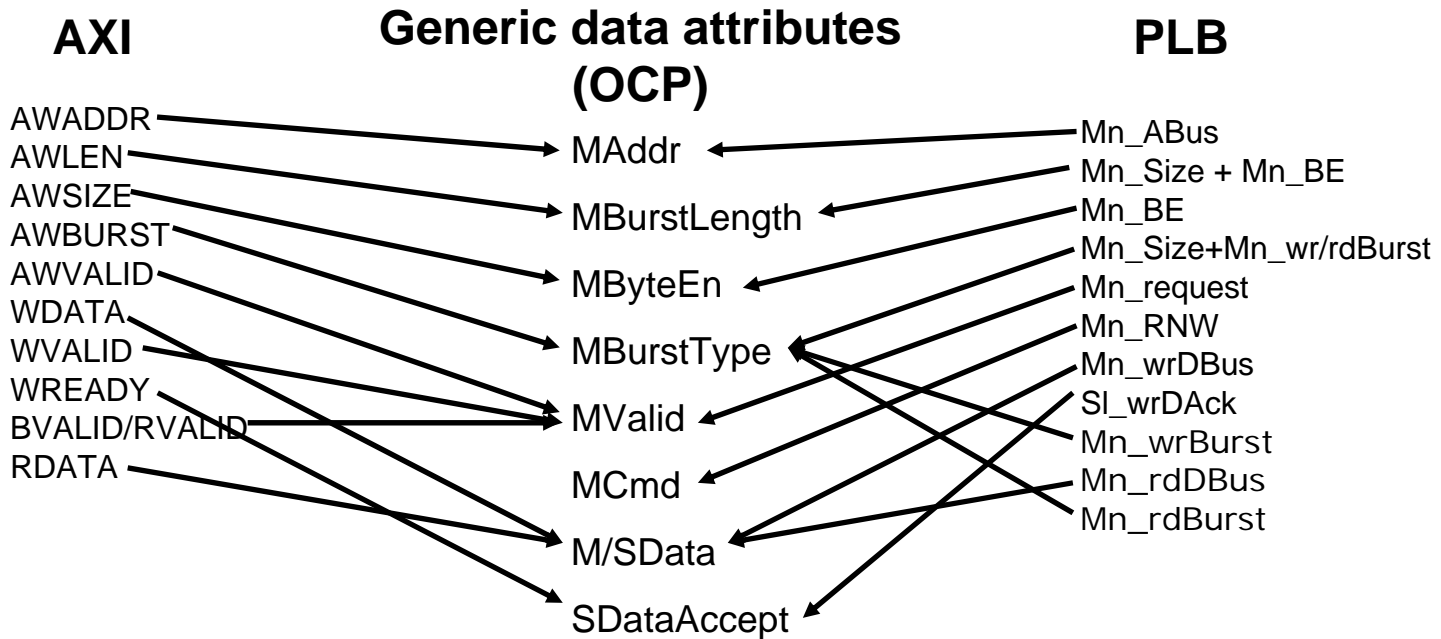 AXI
Generic data attributes
(OCP)
PLB
AWADDR
AWLEN
AWSIZE
AWBURST
AWVALID
WDATA
WVALID
WREADY
BVALID/RVALID
RDATA
MAddr
MBurstLength
MByteEn
MBurstType
MValid
MCmd
M/SData
SDataAccept
Mn_ABus
Mn_Size + Mn_BE
Mn_BE
Mn_Size+Mn_wr/rdBurst
Mn_request
Mn_RNW
Mn_wrDBus
Sl_wrDAck
Mn_wrBurst
Mn_rdDBus
Mn_rdBurst